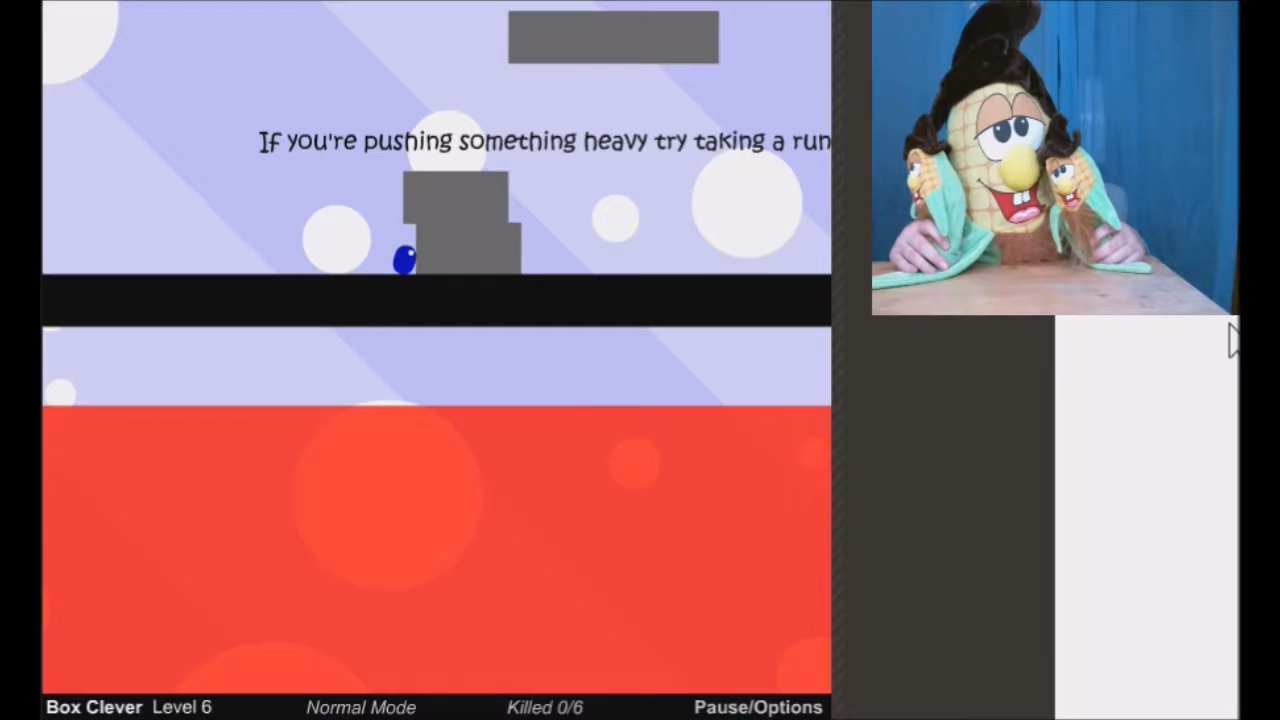 If you're pushing something heavy try taking a run
Box Clever Level 6 Normal Mode Killed 0/6 Pause/Options